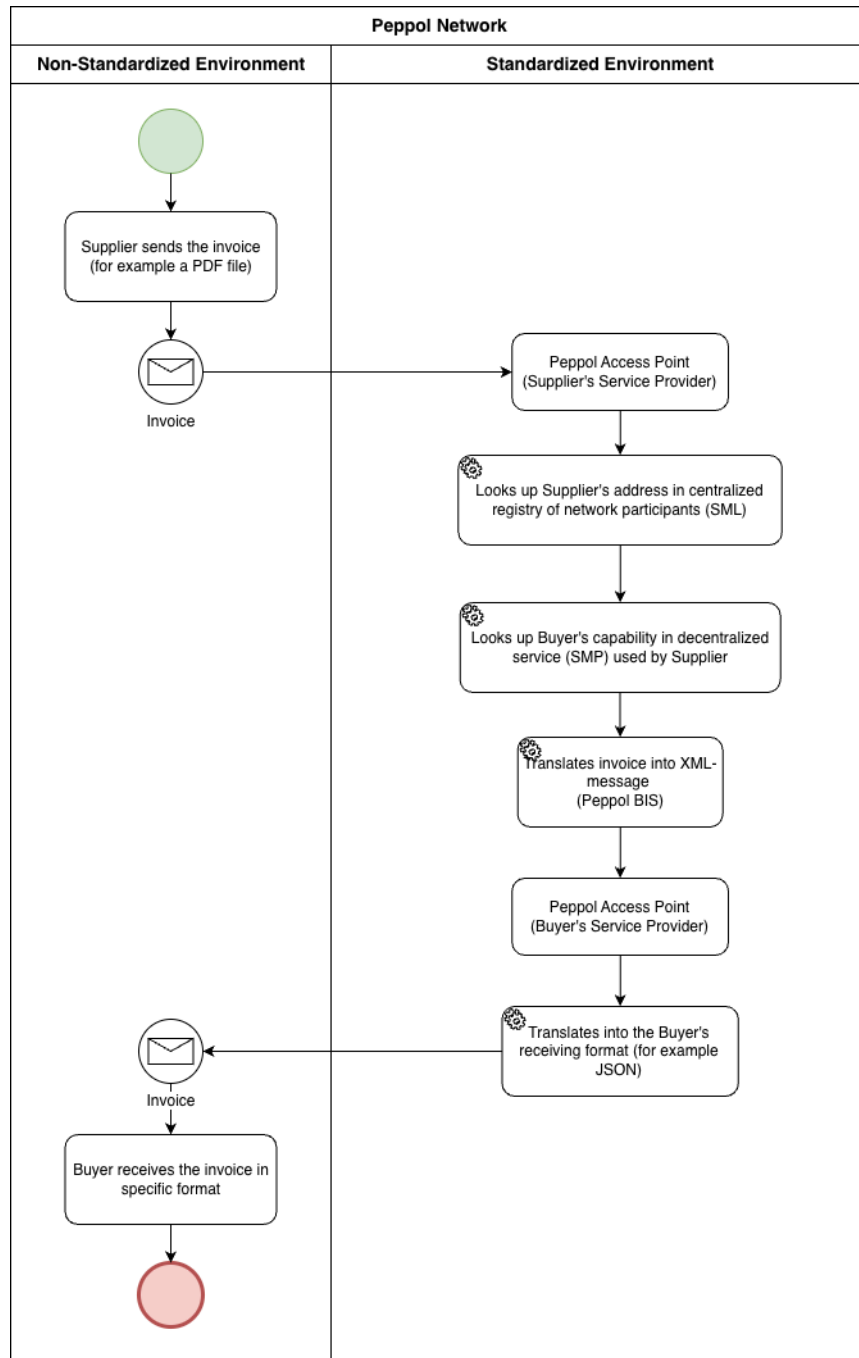 Peppol Network
Non-Standardized Environment
Standardized Environment
Supplier sends the invoice
(for example a PDF file)
Invoice
Peppol Access Point
(Supplier's Service Provider)
Looks up Supplier's address in centralized
registry of network participants (SML)
Looks up Buyer's capability in decentralized
service (SMP) used by Supplier
Translates invoice into XML-
message
(Peppol BIS)
Peppol Access Point
(Buyer's Service Provider)
Translates into the Buyer's
receiving format (for example
JSON)
Invoice
Buyer receives the invoice in
specific format